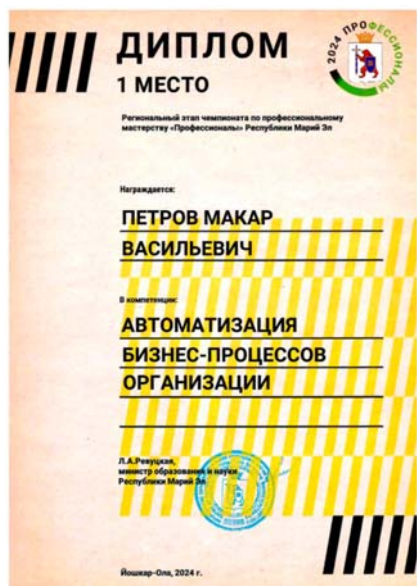 ДИПЛОМ
1 МЕСТО
2024 ПРОФЕССИОНАЛЫ
Региональный этап чемпионата по профессиональному
мастерству «Профессионалы» Республики Марий Эл
Награждается:
ПЕТРОВ МАКАР
ВАСИЛЬЕВИЧ
В компетенции:
АВТОМАТИЗАЦИЯ
БИЗНЕС-ПРОЦЕССОВ
ОРГАНИЗАЦИИ
Л.А.Ревуцкая,
министр образования и науки
Республики Марий Эл
Йошкар-Ола, 2024 г.